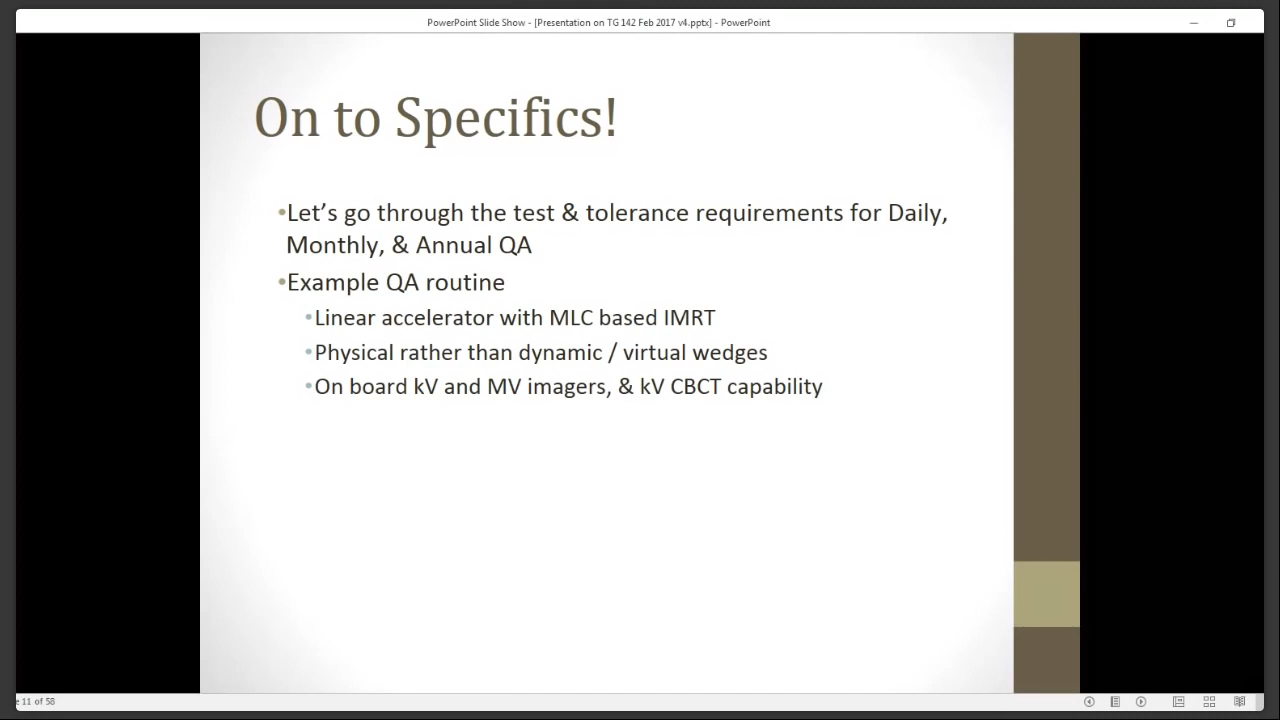 PowerPoint Slide Show - [Presentation on TG 142 Feb 2017 v4.pptx] - PowerPoint
On to Specifics!
•Let’s go through the test & tolerance requirements for Daily,
Monthly, & Annual QA
•Example QA routine
•Linear accelerator with MLC based IMRT
•Physical rather than dynamic / virtual wedges
•On board kV and MV imagers, & kV CBCT capability
e 11 of 58